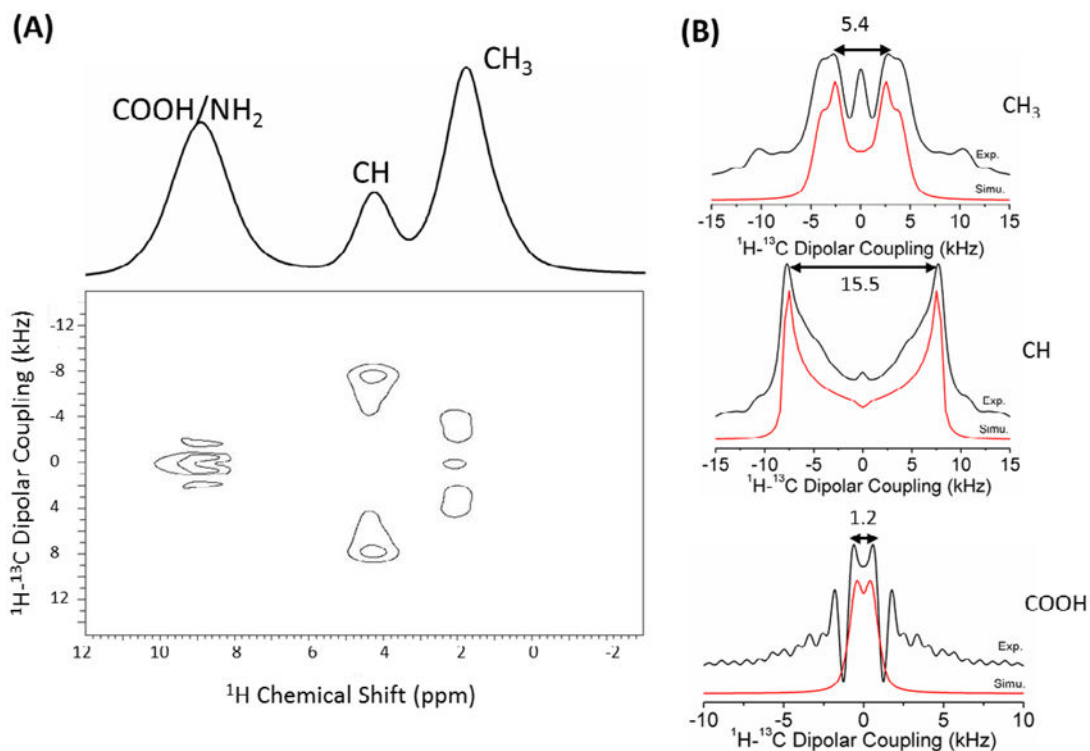 (A)
COOH/NH₂
CH
CH₃
-12
-8
-4
0
4
8
12
¹H-¹³C Dipolar Coupling (kHz)
12 10 8 6 4 2 0 -2
¹H Chemical Shift (ppm)
(B)
5.4
CH₃
Exp.
Simu.
-15 -10 -5 0 5 10 15
¹H-¹³C Dipolar Coupling (kHz)
15.5
CH
Exp.
Simu.
-15 -10 -5 0 5 10 15
¹H-¹³C Dipolar Coupling (kHz)
1.2
COOH
Exp.
Simu.
-10 -5 0 5 10
¹H-¹³C Dipolar Coupling (kHz)